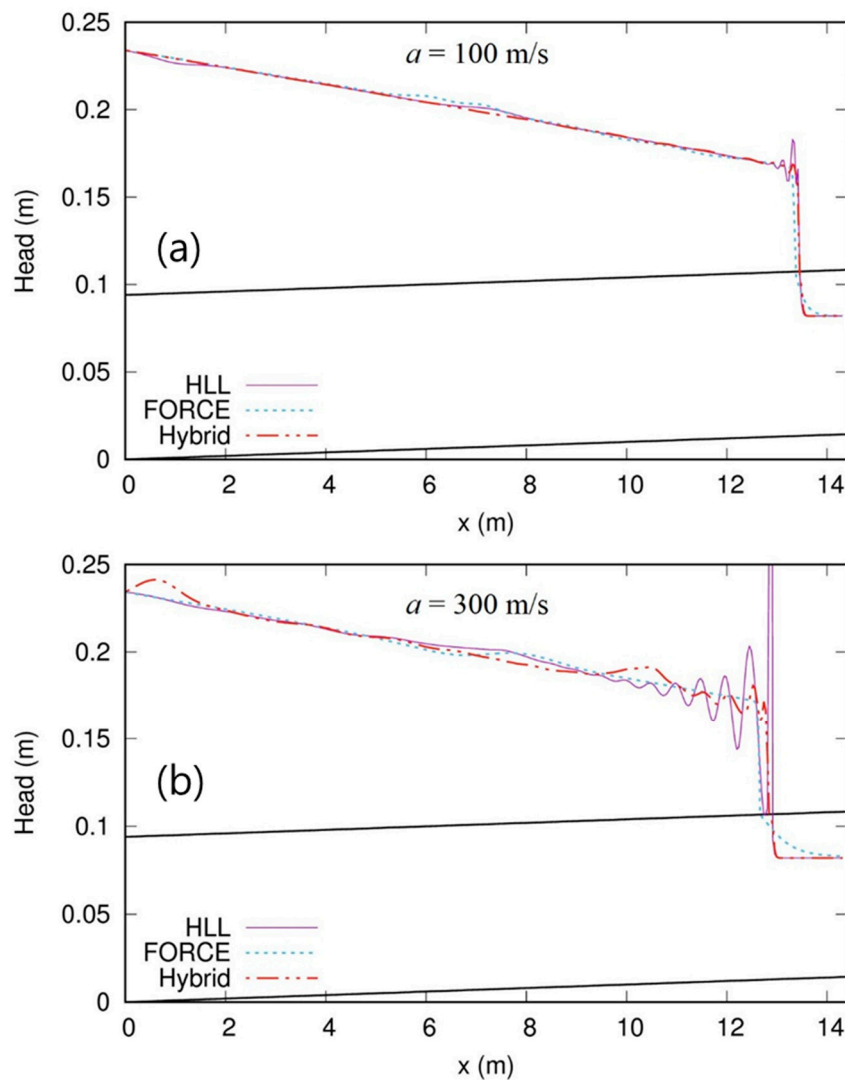 0.25
a = 100 m/s
0.2
0.15
Head (m)
(a)
0.1
0.05
HLL
FORCE
Hybrid
0
0 2 4 6 8 10 12 14
x (m)
0.25
a = 300 m/s
0.2
0.15
Head (m)
(b)
0.1
0.05
HLL
FORCE
Hybrid
0
0 2 4 6 8 10 12 14
x (m)